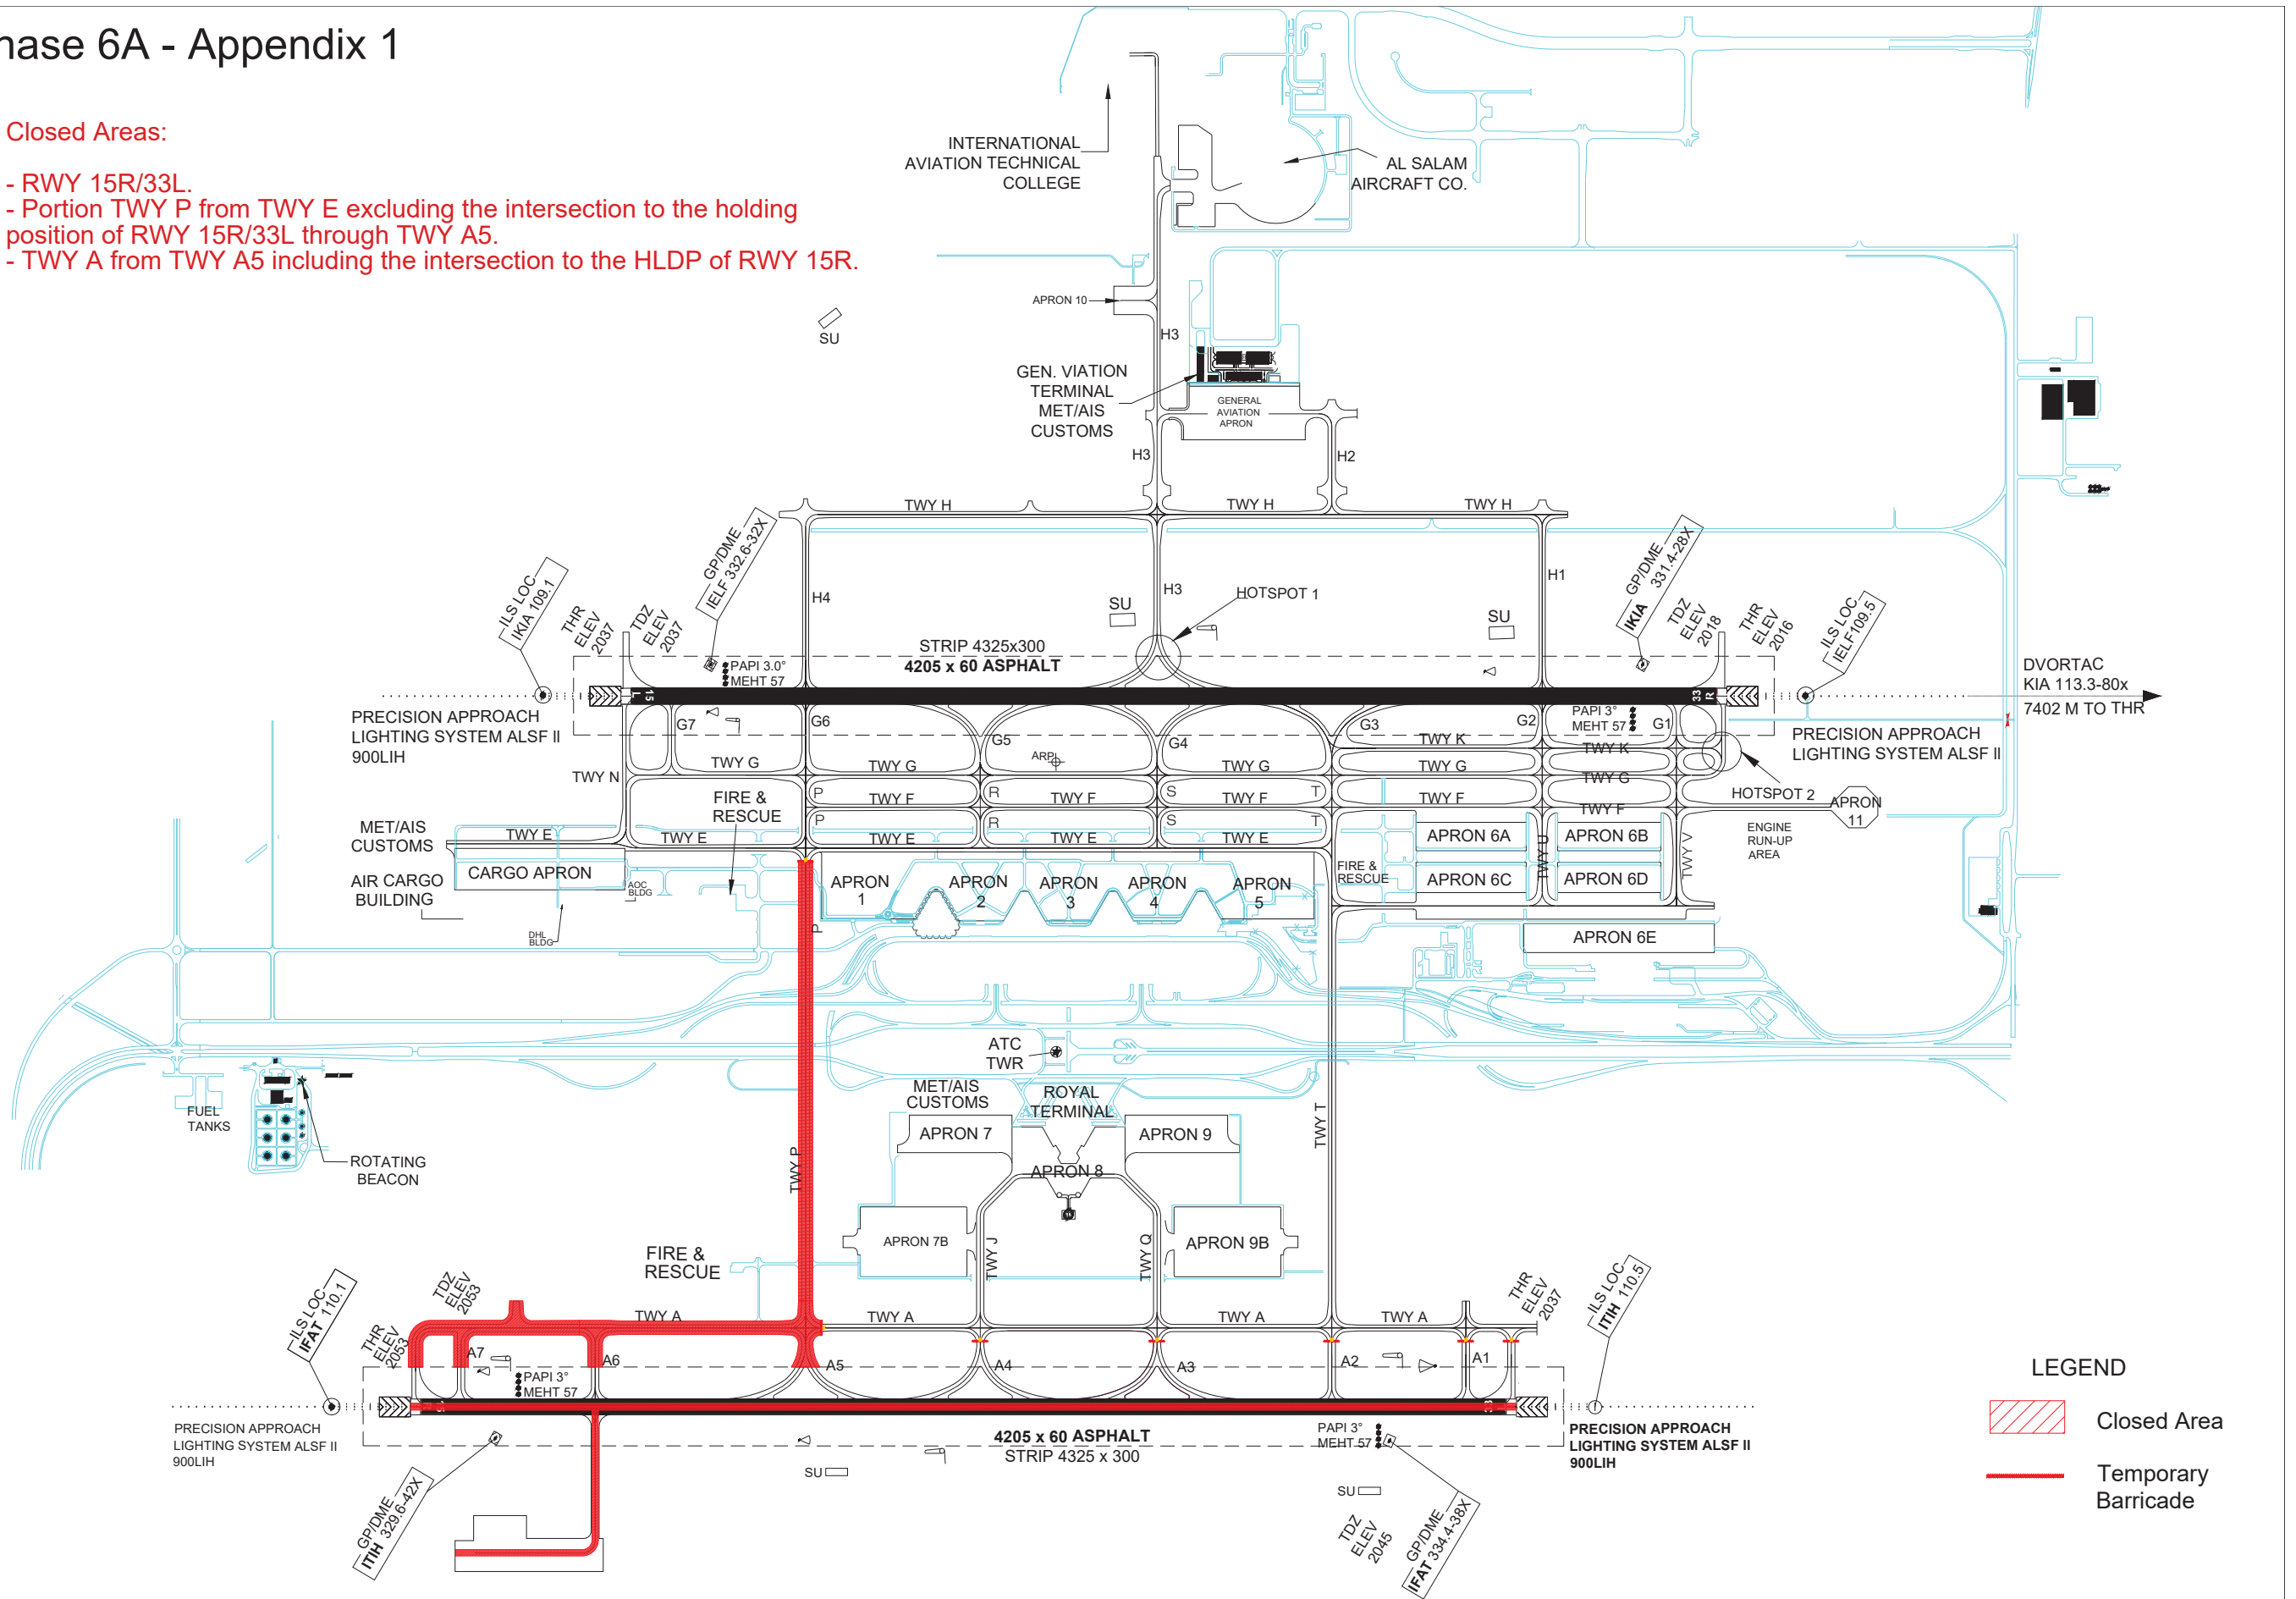 hase 6A - Appendix 1
Closed Areas:
- RWY 15R/33L.
- Portion TWY P from TWY E excluding the intersection to the holding
position of RWY 15R/33L through TWY A5.
- TWY A from TWY A5 including the intersection to the HLDP of RWY 15R.
INTERNATIONAL
AVIATION TECHNICAL
COLLEGE
AL SALAM
AIRCRAFT CO.
APRON 10
H3
SU
GEN. VIATION
TERMINAL
MET/AIS
CUSTOMS
GENERAL
AVIATION
APRON
H3
H2
TWY H
TWY H
TWY H
GP/DME
IELF 332.6-32X
ILS LOC
IKIA 109.1
THR
ELEV
2037
TDZ
ELEV
2037
H4
SU
H3
HOTSPOT 1
SU
H1
GP/DME
IKIA 331.4-28X
TDZ
ELEV
2018
THR
ELEV
2016
ILS LOC
IELF109.5
STRIP 4325x300
4205 x 60 ASPHALT
PAPI 3.0°
MEHT 57
15
L
33
R
DVORTAC
KIA 113.3-80x
7402 M TO THR
PRECISION APPROACH
LIGHTING SYSTEM ALSF II
900LIH
G7
G6
G5
G4
G3
G2
PAPI 3°
MEHT 57
G1
PRECISION APPROACH
LIGHTING SYSTEM ALSF II
TWY K
TWY K
ARP
TWY N
TWY G
TWY G
TWY G
TWY G
TWY G
HOTSPOT 2
APRON
11
FIRE &
RESCUE
P
TWY F
R
TWY F
S
TWY F
T
TWY F
TWY F
ENGINE
RUN-UP
AREA
MET/AIS
CUSTOMS
TWY E
TWY E
P
TWY E
R
TWY E
S
TWY E
T
APRON 6A
TWY U
APRON 6B
TWY V
AIR CARGO
BUILDING
CARGO APRON
AOC
BLDG
DHL
BLDG
APRON
1
APRON
2
APRON
3
APRON
4
APRON
5
FIRE &
RESCUE
APRON 6C
APRON 6D
P
APRON 6E
ATC
TWR
MET/AIS
CUSTOMS
ROYAL
TERMINAL
FUEL
TANKS
ROTATING
BEACON
TWY P
APRON 7
APRON 9
APRON 8
TWY T
APRON 7B
TWY J
TWY Q
APRON 9B
FIRE &
RESCUE
ILS LOC
IFAT 110.1
TDZ
ELEV
2053
THR
ELEV
2053
TWY A
TWY A
TWY A
TWY A
THR
ELEV
2037
ILS LOC
ITIH 110.5
A7
A6
A5
A4
A3
A2
A1
PAPI 3°
MEHT 57
33
PRECISION APPROACH
LIGHTING SYSTEM ALSF II
900LIH
4205 x 60 ASPHALT
STRIP 4325 x 300
PAPI 3°
MEHT 57
PRECISION APPROACH
LIGHTING SYSTEM ALSF II
900LIH
SU
SU
GP/DME
ITIH 329.6-42X
TDZ
ELEV
2045
GP/DME
IFAT 334.4-38X
LEGEND
Closed Area
Temporary
Barricade